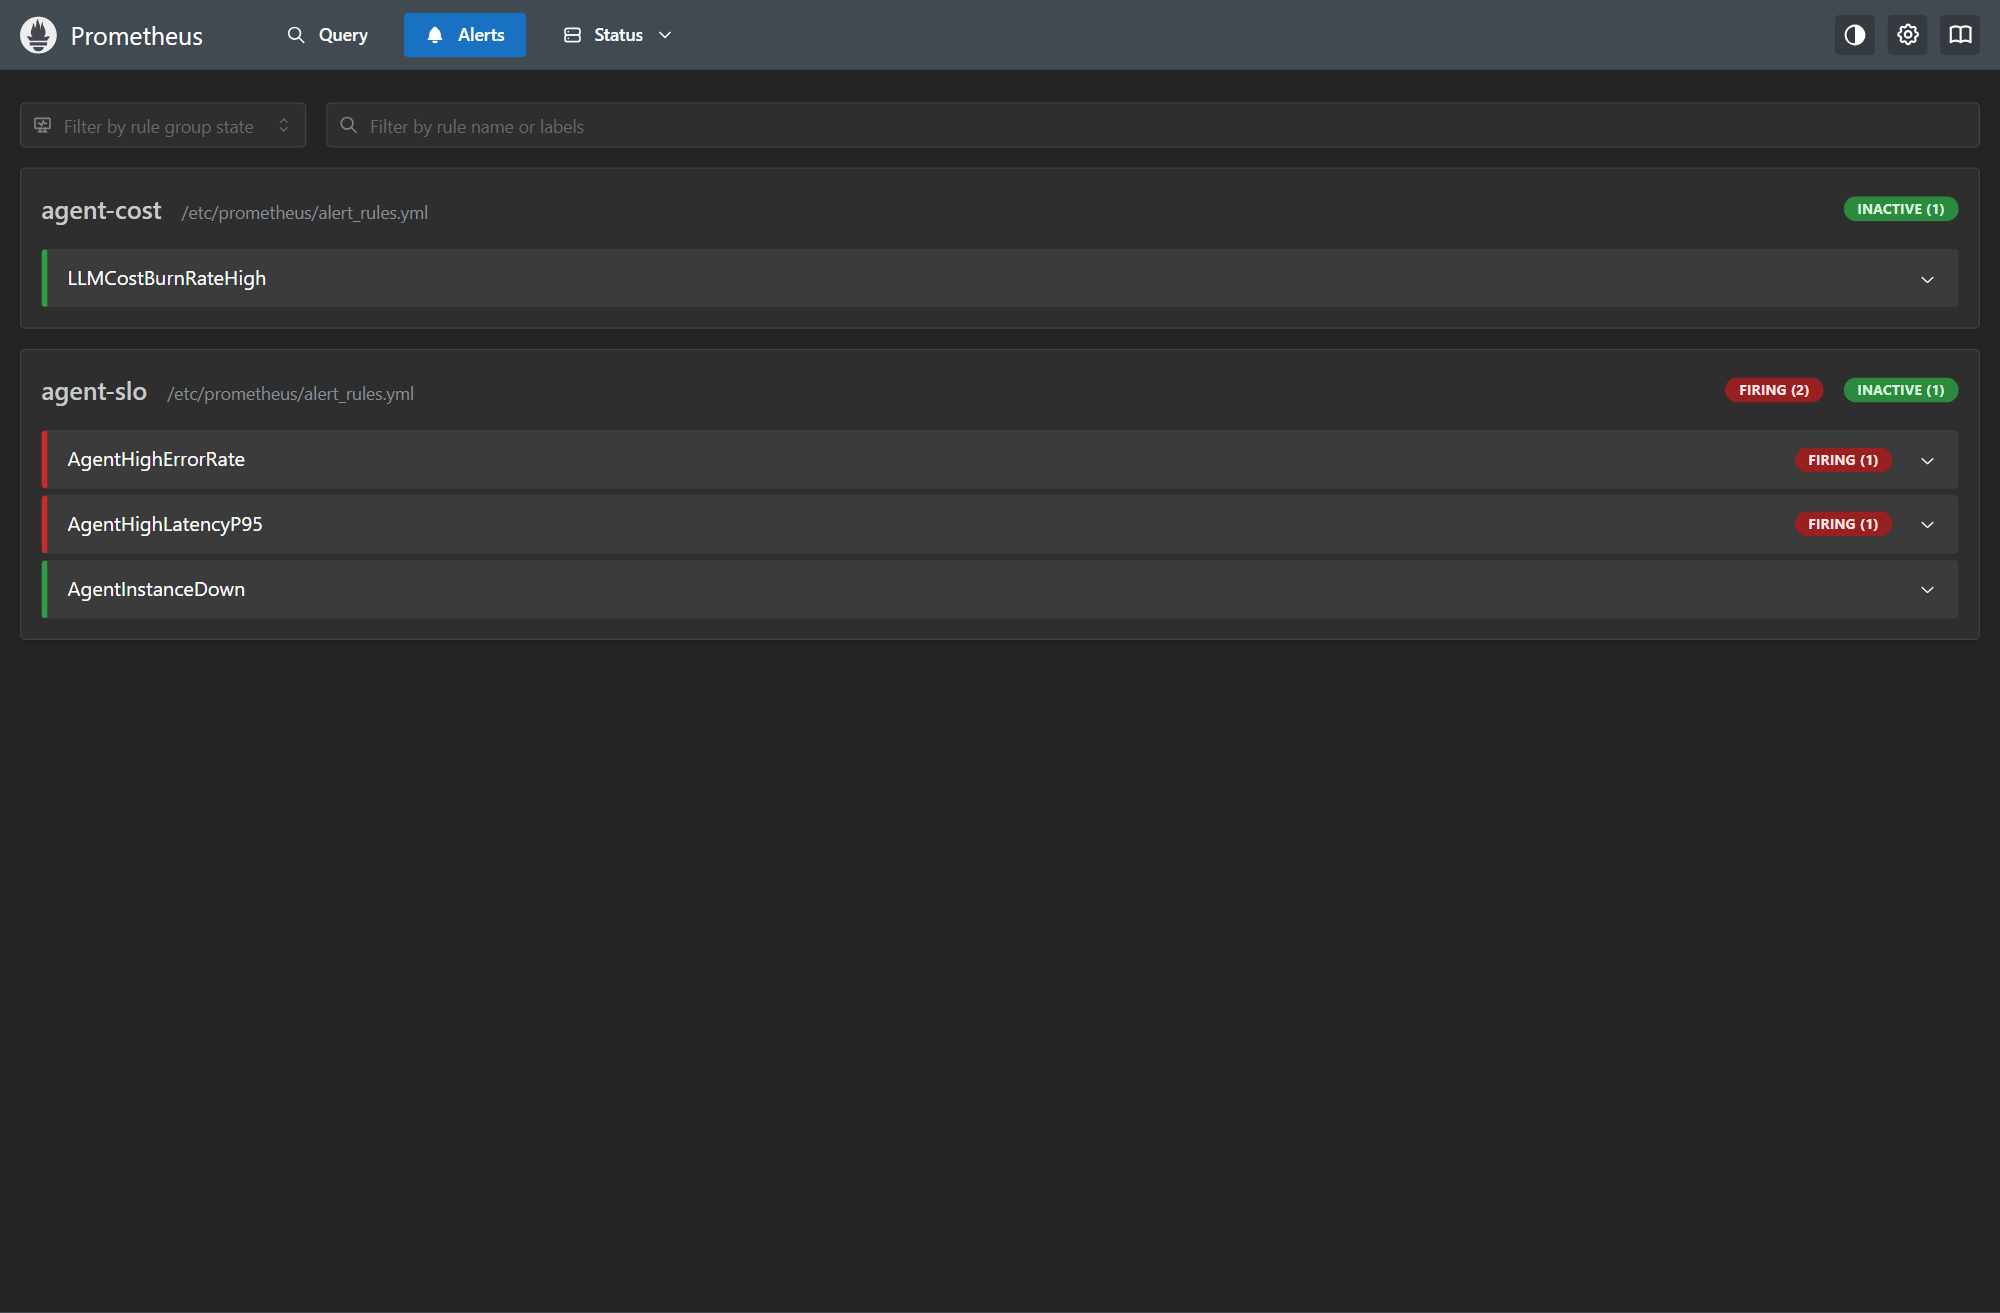 Prometheus Query Alerts Status
Filter by rule group state Filter by rule name or labels
agent-cost /etc/prometheus/alert_rules.yml INACTIVE (1)
LLMCostBurnRateHigh
agent-slo /etc/prometheus/alert_rules.yml FIRING (2) INACTIVE (1)
AgentHighErrorRate FIRING (1)
AgentHighLatencyP95 FIRING (1)
AgentInstanceDown